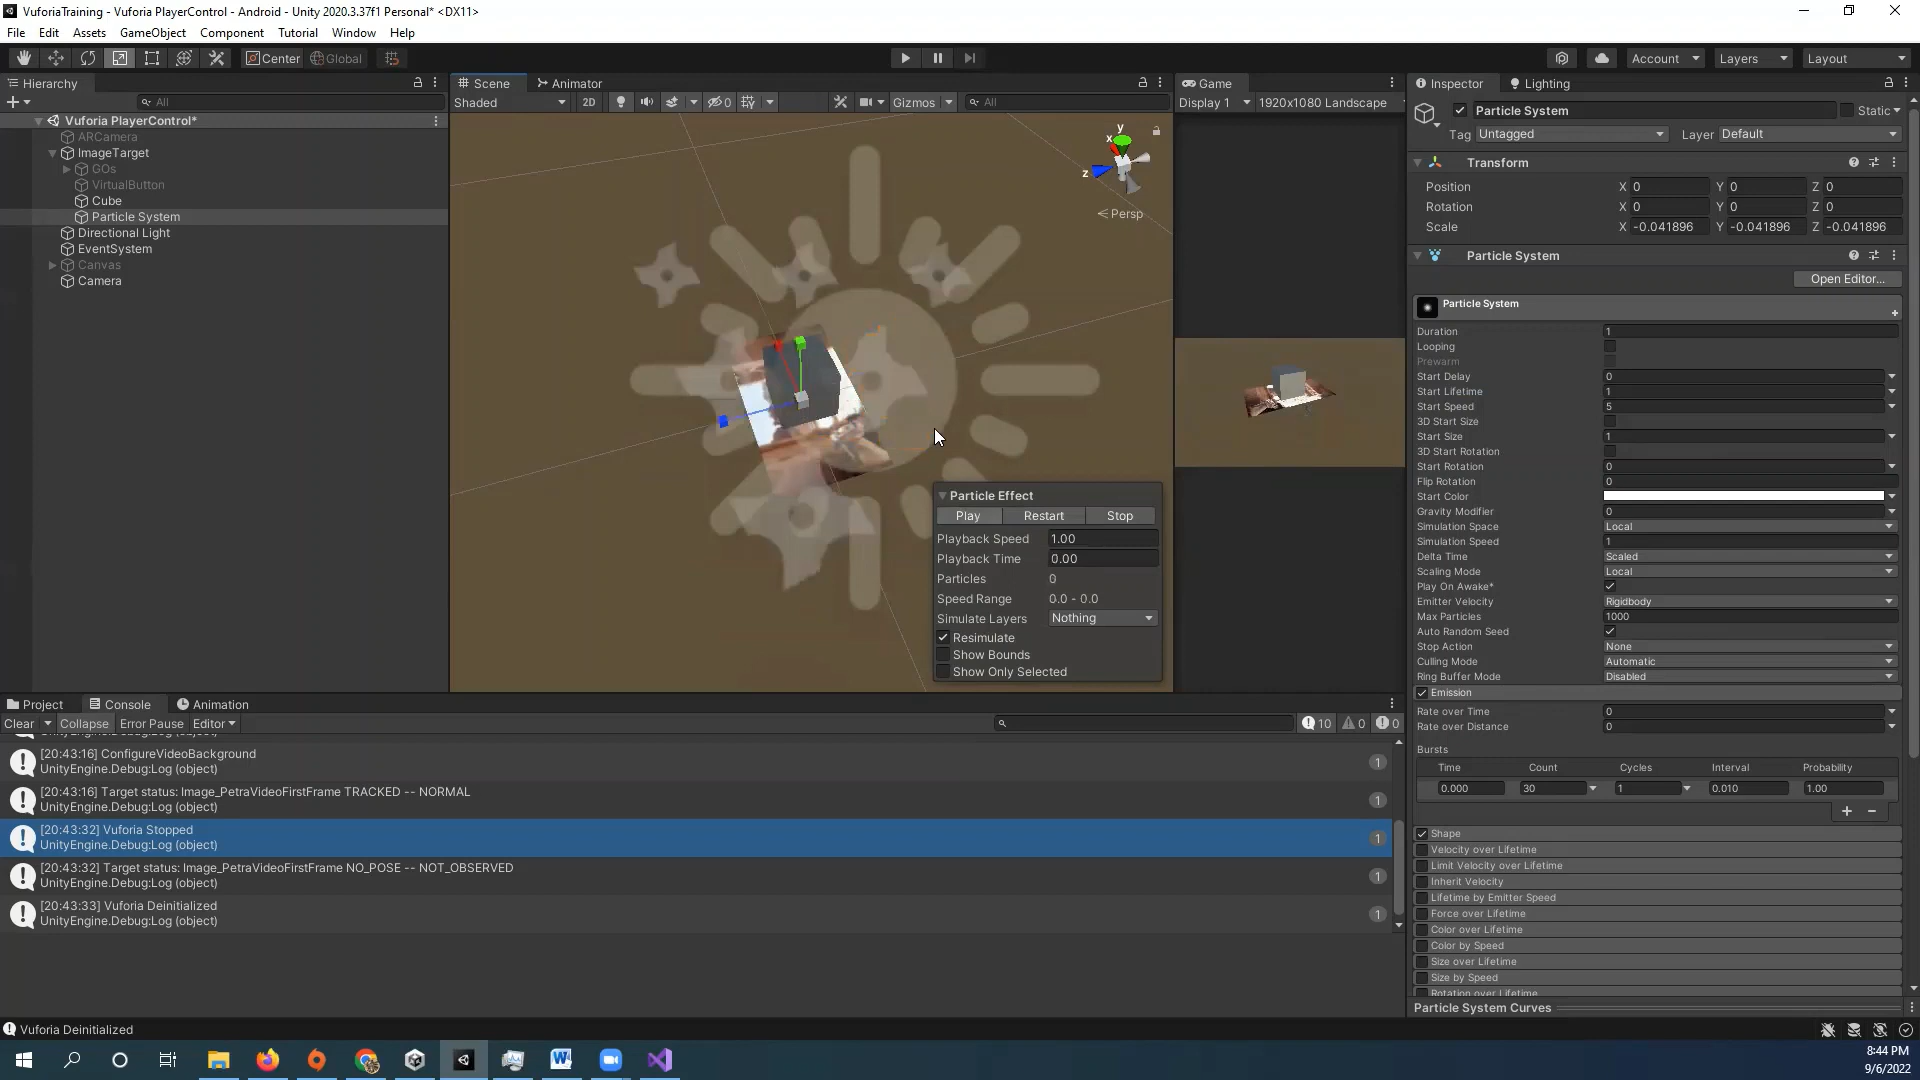 VuforiaTraining - Vuforia PlayerControl - Android - Unity 2020.3.37f1 Personal* <DX11>
File Edit Assets GameObject Component Tutorial Window Help
Center Global Account Layers Layout
Hierarchy
All
Vuforia PlayerControl*
ARCamera
ImageTarget
GOs
VirtualButton
Cube
Particle System
Directional Light
EventSystem
Canvas
Camera
Scene Animator
Shaded 2D 0 Gizmos All
y
x
z
Persp
Particle Effect
Play Restart Stop
Playback Speed 1.00
Playback Time 0.00
Particles 0
Speed Range 0.0 - 0.0
Simulate Layers Nothing
Resimulate
Show Bounds
Show Only Selected
Game
Display 1 1920x1080 Landscape
Inspector Lighting
Particle System Static
Tag Untagged Layer Default
Transform
Position X 0 Y 0 Z 0
Rotation X 0 Y 0 Z 0
Scale X -0.041896 Y -0.041896 Z -0.041896
Particle System
Open Editor...
Particle System
Duration 1
Looping
Prewarm
Start Delay 0
Start Lifetime 1
Start Speed 5
3D Start Size
Start Size 1
3D Start Rotation
Start Rotation 0
Flip Rotation 0
Start Color
Gravity Modifier 0
Simulation Space Local
Simulation Speed 1
Delta Time Scaled
Scaling Mode Local
Play On Awake*
Emitter Velocity Rigidbody
Max Particles 1000
Auto Random Seed
Stop Action None
Culling Mode Automatic
Ring Buffer Mode Disabled
Emission
Rate over Time 0
Rate over Distance 0
Bursts
Time Count Cycles Interval Probability
0.000 30 1 0.010 1.00
Shape
Velocity over Lifetime
Limit Velocity over Lifetime
Inherit Velocity
Lifetime by Emitter Speed
Force over Lifetime
Color over Lifetime
Color by Speed
Size over Lifetime
Size by Speed
Rotation over Lifetime
Particle System Curves
Project Console Animation
Clear Collapse Error Pause Editor 10 0 0
UnityEngine.Debug:Log (object)
[20:43:16] ConfigureVideoBackground
UnityEngine.Debug:Log (object) 1
[20:43:16] Target status: Image_PetraVideoFirstFrame TRACKED -- NORMAL
UnityEngine.Debug:Log (object) 1
[20:43:32] Vuforia Stopped
UnityEngine.Debug:Log (object) 1
[20:43:32] Target status: Image_PetraVideoFirstFrame NO_POSE -- NOT_OBSERVED
UnityEngine.Debug:Log (object) 1
[20:43:33] Vuforia Deinitialized
UnityEngine.Debug:Log (object) 1
Vuforia Deinitialized
8:44 PM
9/6/2022